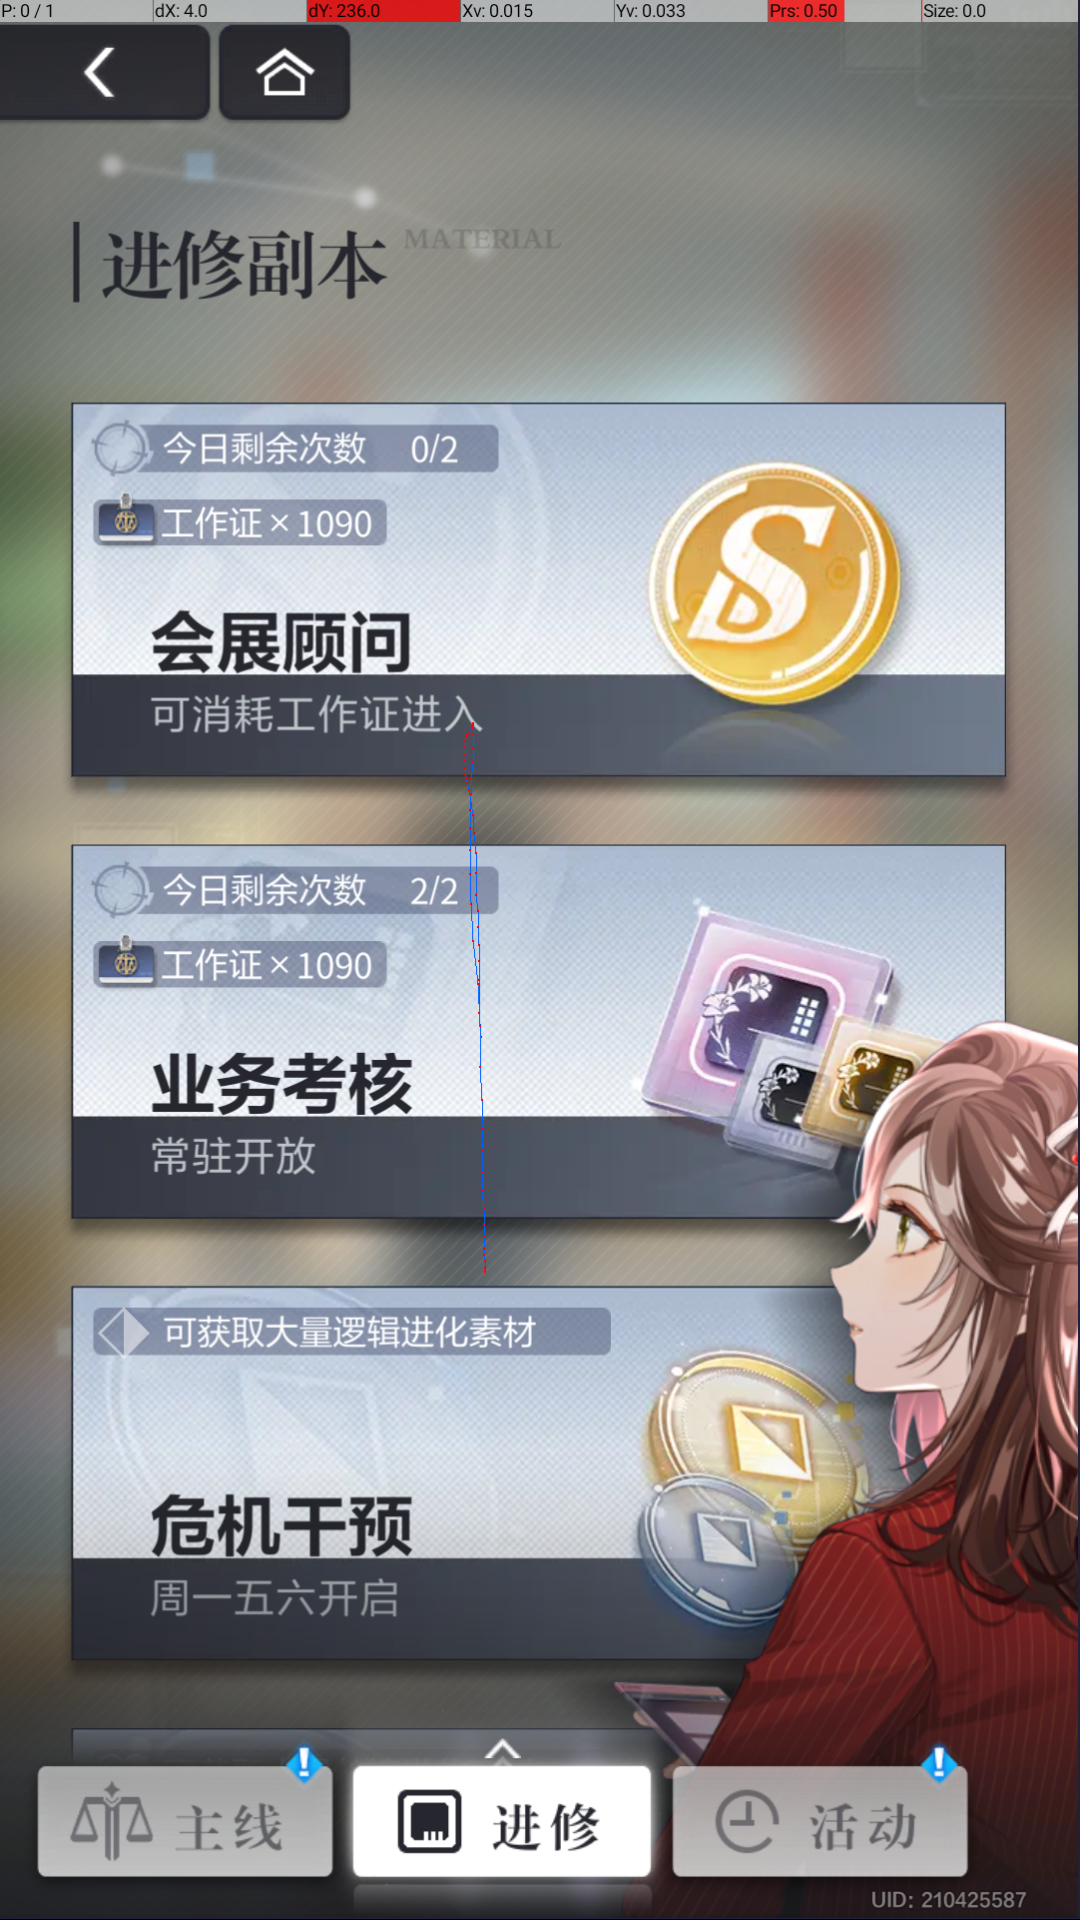 P: 0 / 1 dX: 4.0 dY: 236.0 Xv: 0.015 Yv: 0.033 Prs: 0.50 Size: 0.0
进修副本 MATERIAL
今日剩余次数 0/2
工作证×1090
会展顾问
可消耗工作证进入
今日剩余次数 2/2
工作证×1090
业务考核
常驻开放
可获取大量逻辑进化素材
危机干预
周一五六开启
主线 进修 活动
UID: 210425587